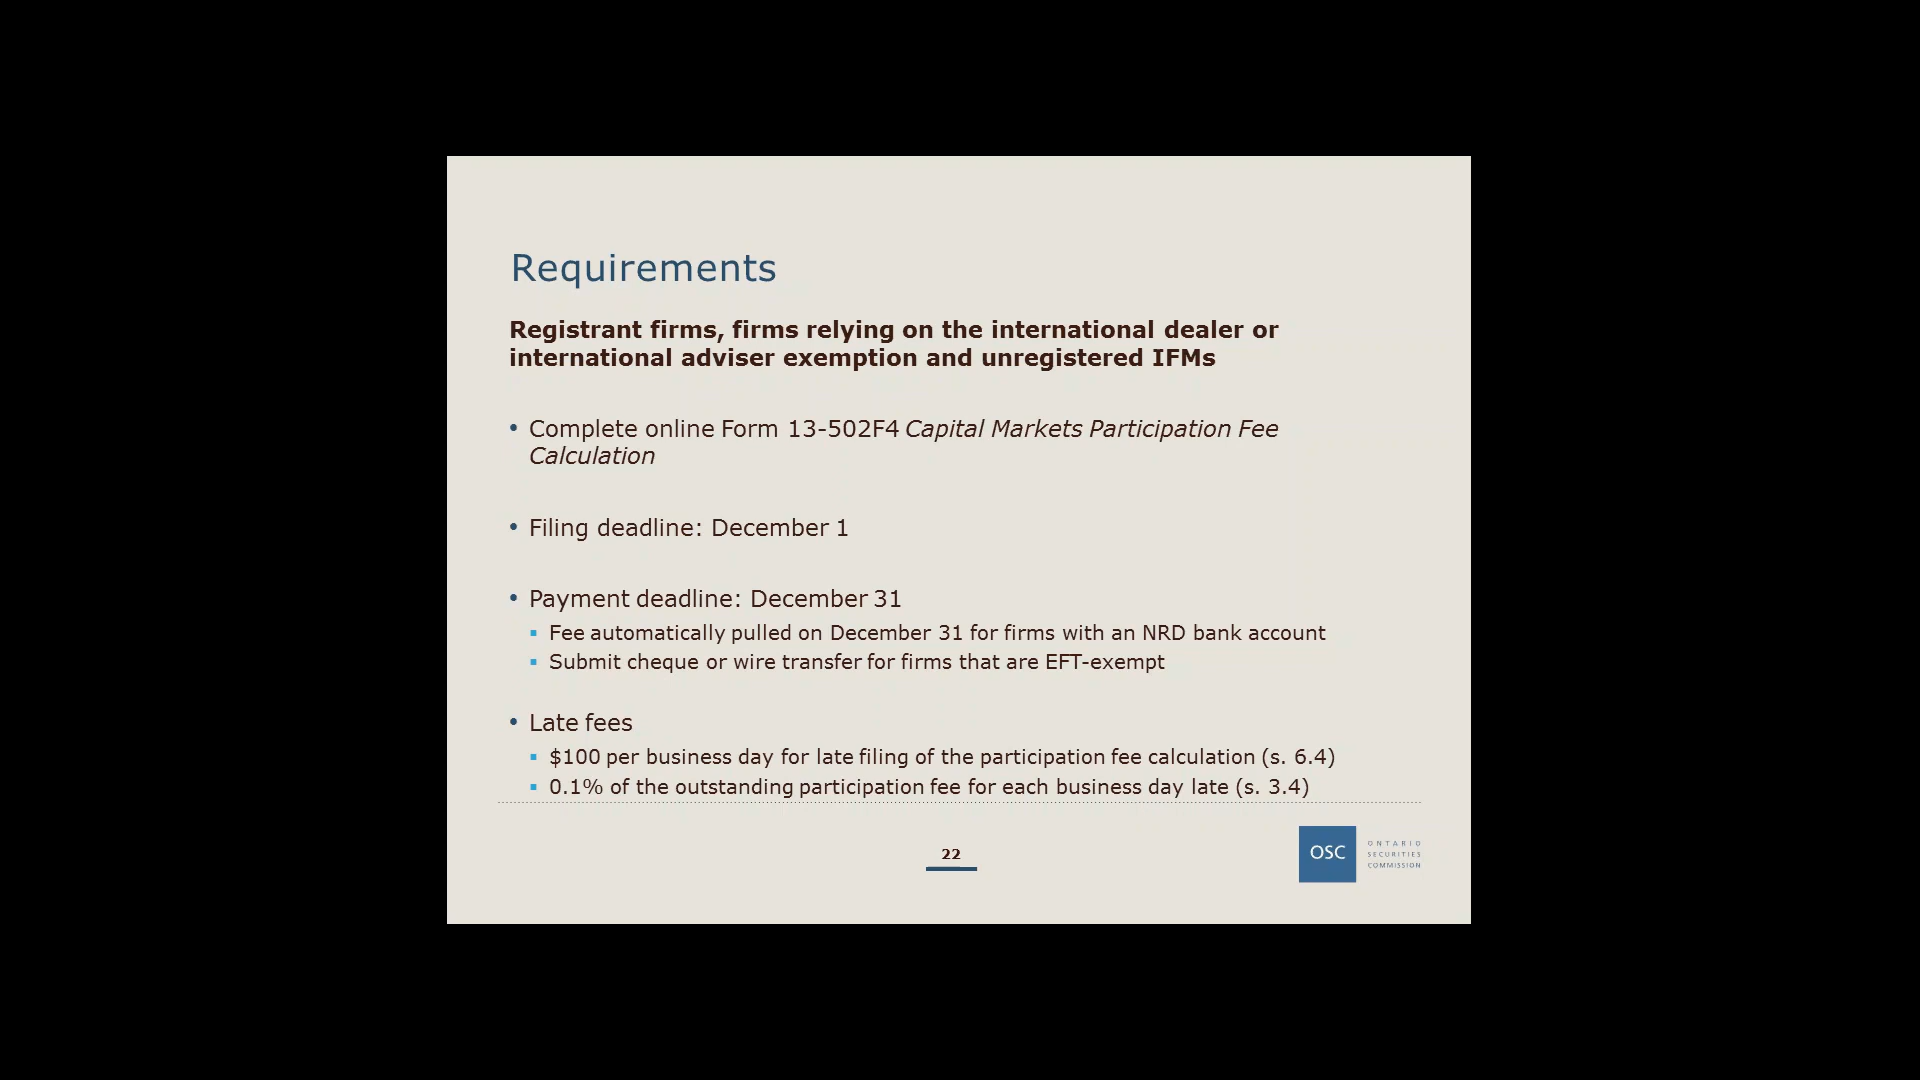 Requirements
Registrant firms, firms relying on the international dealer or
international adviser exemption and unregistered IFMs
• Complete online Form 13-502F4 Capital Markets Participation Fee
Calculation
• Filing deadline: December 1
• Payment deadline: December 31
▪ Fee automatically pulled on December 31 for firms with an NRD bank account
▪ Submit cheque or wire transfer for firms that are EFT-exempt
• Late fees
▪ $100 per business day for late filing of the participation fee calculation (s. 6.4)
▪ 0.1% of the outstanding participation fee for each business day late (s. 3.4)
22
OSC
ONTARIO
SECURITIES
COMMISSION